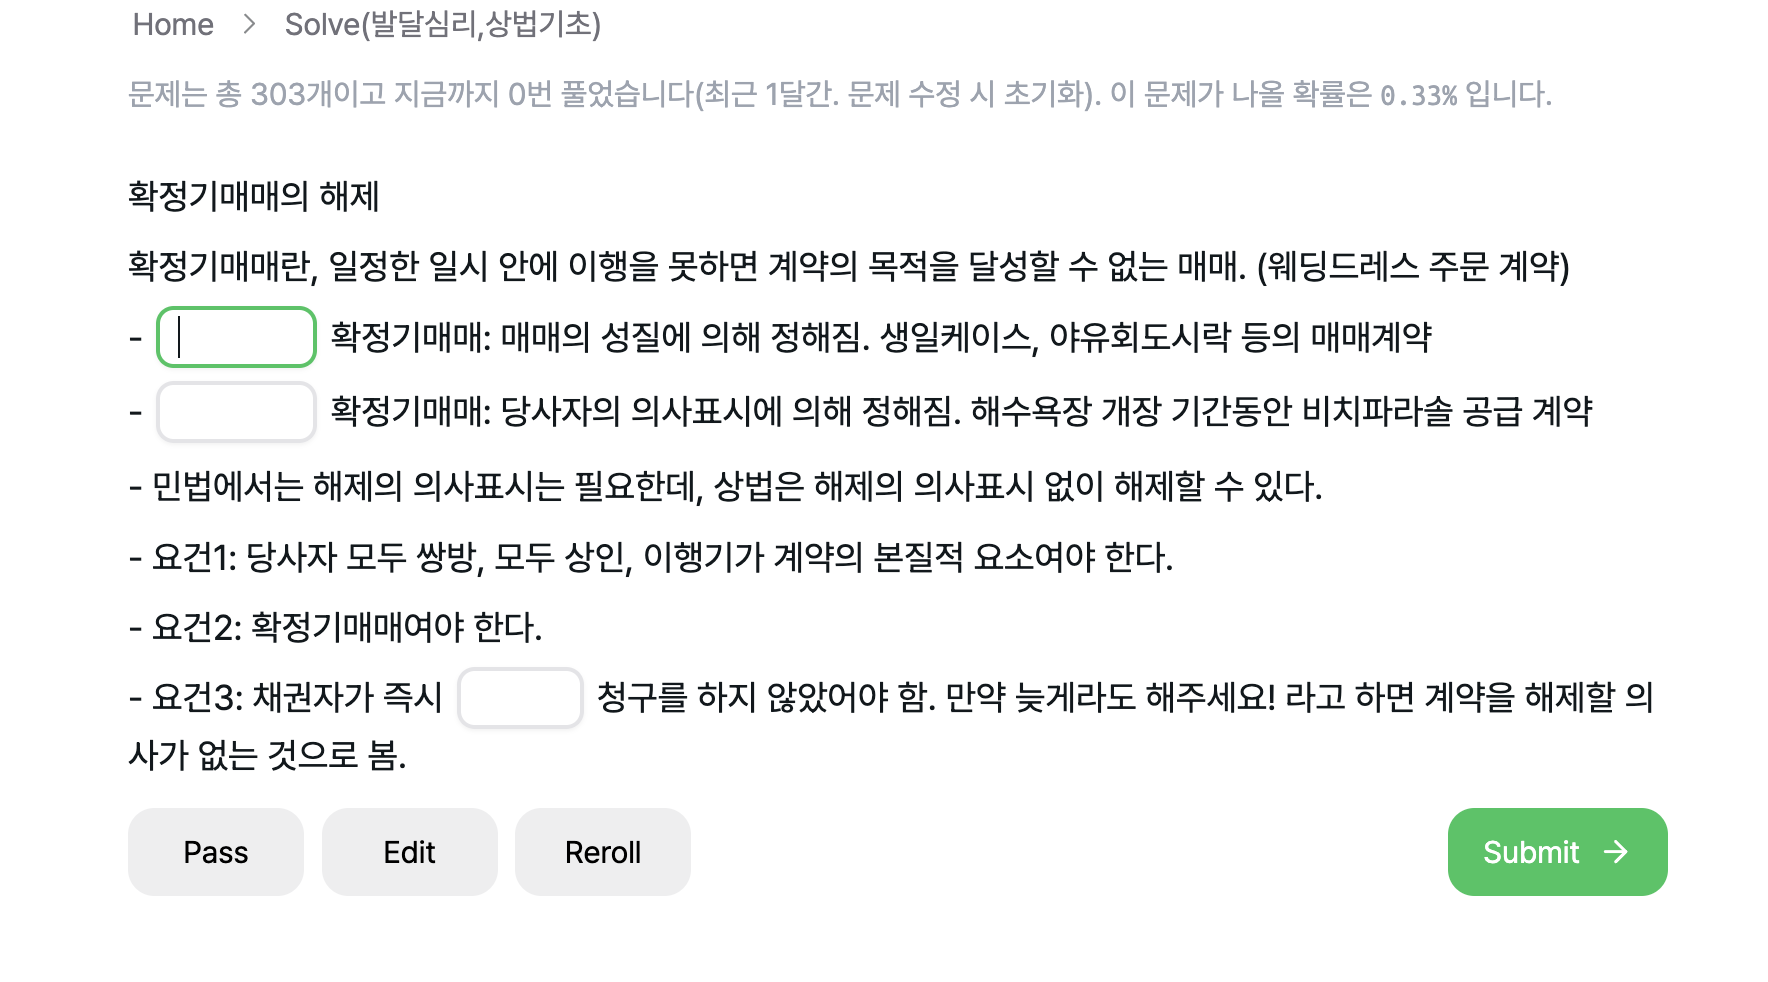 Home > Solve(발달심리,상법기초)
문제는 총 303개이고 지금까지 0번 풀었습니다(최근 1달간. 문제 수정 시 초기화). 이 문제가 나올 확률은 0.33% 입니다.
확정기매매의 해제
확정기매매란, 일정한 일시 안에 이행을 못하면 계약의 목적을 달성할 수 없는 매매. (웨딩드레스 주문 계약)
- 확정기매매: 매매의 성질에 의해 정해짐. 생일케이스, 야유회도시락 등의 매매계약
- 확정기매매: 당사자의 의사표시에 의해 정해짐. 해수욕장 개장 기간동안 비치파라솔 공급 계약
- 민법에서는 해제의 의사표시는 필요한데, 상법은 해제의 의사표시 없이 해제할 수 있다.
- 요건1: 당사자 모두 쌍방, 모두 상인, 이행기가 계약의 본질적 요소여야 한다.
- 요건2: 확정기매매여야 한다.
- 요건3: 채권자가 즉시 청구를 하지 않았어야 함. 만약 늦게라도 해주세요! 라고 하면 계약을 해제할 의
사가 없는 것으로 봄.
Pass Edit Reroll Submit →